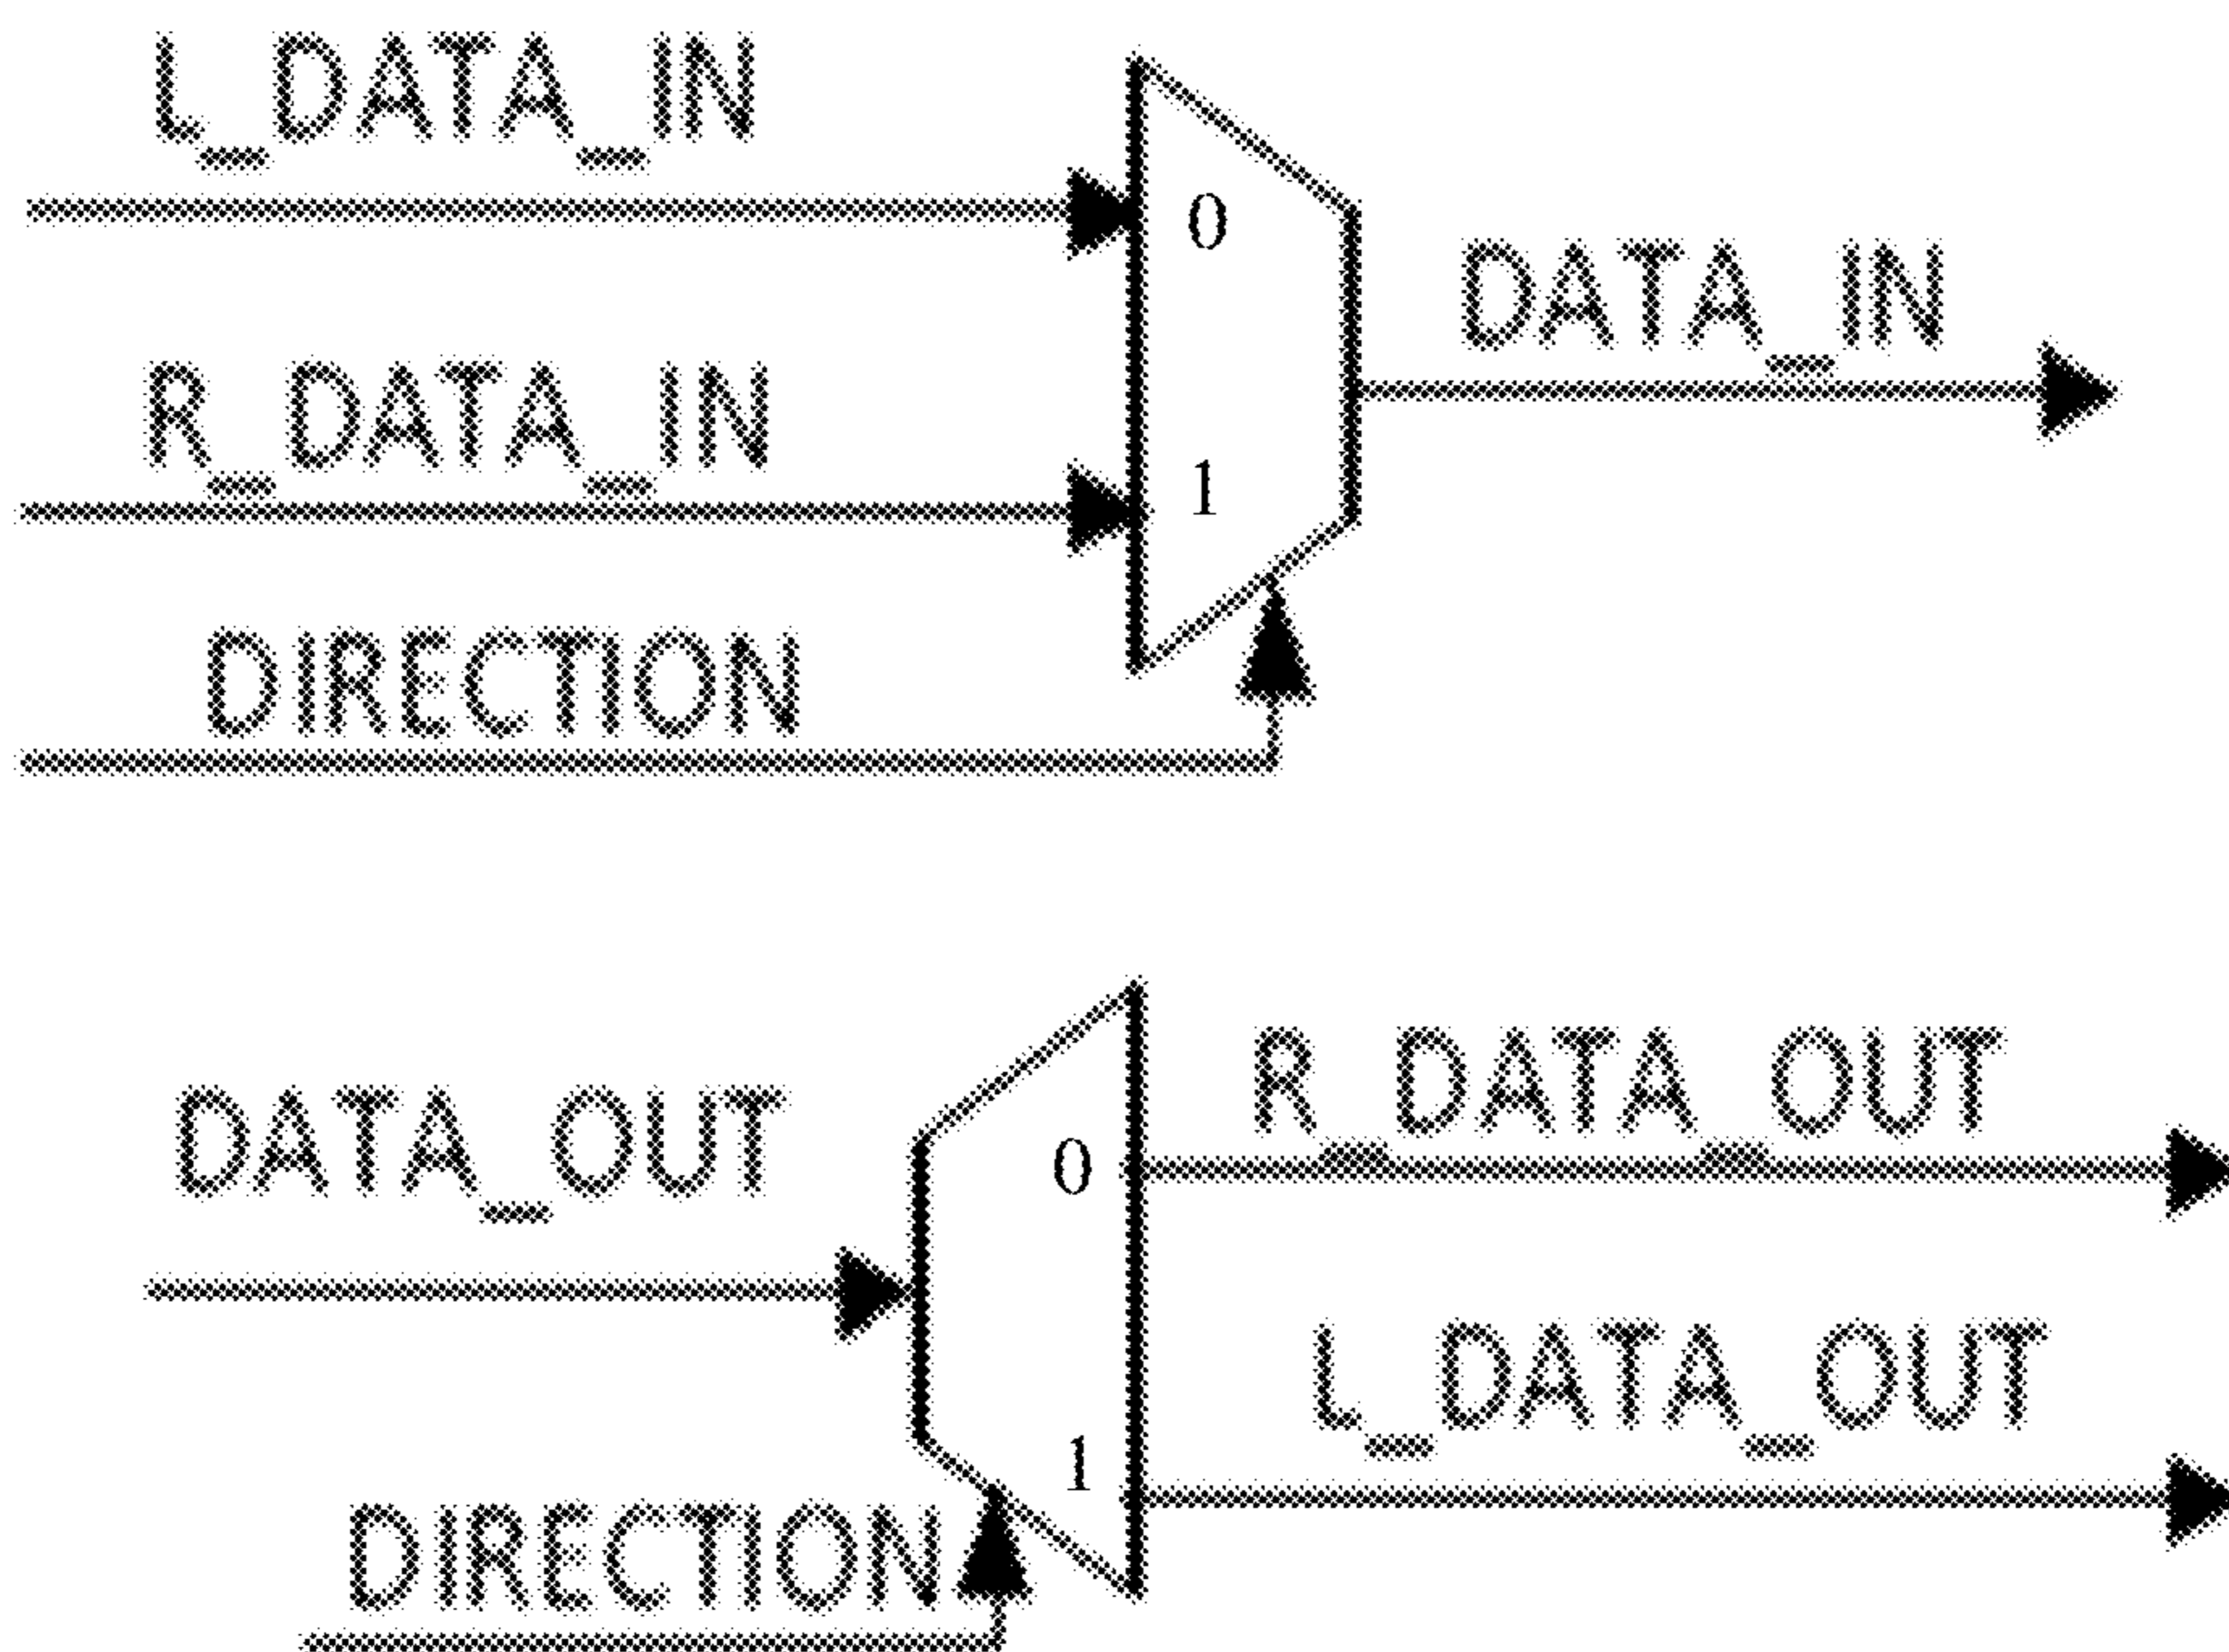 L_DATA_IN
0
DATA_IN
R_DATA_IN
1
DIRECTION
R_DATA_OUT
DATA_OUT
0
L_DATA_OUT
1
DIRECTION